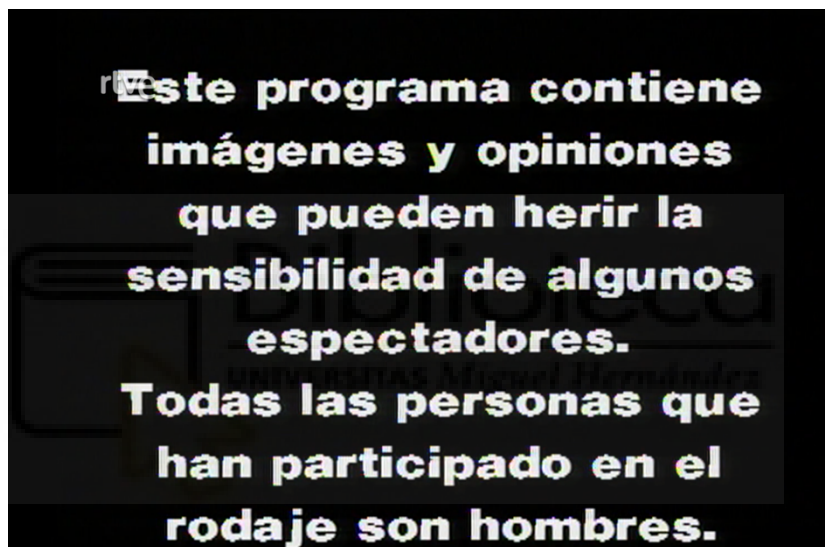 rtve
Este programa contiene
imágenes y opiniones
que pueden herir la
sensibilidad de algunos
espectadores.
Todas las personas que
han participado en el
rodaje son hombres.
Biblioteca
UNIVERSITAS Miguel Hernández